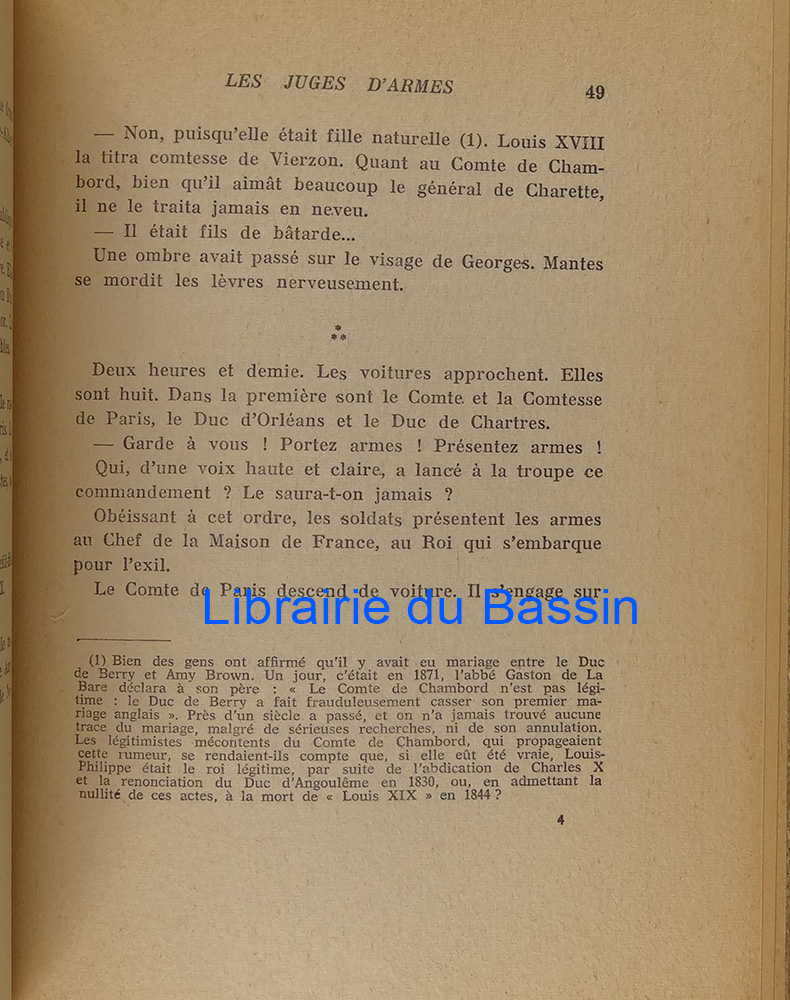 LES JUGES D'ARMES
49
— Non, puisqu'elle était fille naturelle (1). Louis XVIII
la titra comtesse de Vierzon. Quant au Comte de Cham-
bord, bien qu'il aimât beaucoup le général de Charette,
il ne le traita jamais en neveu.
— Il était fils de bâtarde...
Une ombre avait passé sur le visage de Georges. Mantes
se mordit les lèvres nerveusement.
*
**
Deux heures et demie. Les voitures approchent. Elles
sont huit. Dans la première sont le Comte et la Comtesse
de Paris, le Duc d'Orléans et le Duc de Chartres.
— Garde à vous ! Portez armes ! Présentez armes !
Qui, d'une voix haute et claire, a lancé à la troupe ce
commandement ? Le saura-t-on jamais ?
Obéissant à cet ordre, les soldats présentent les armes
au Chef de la Maison de France, au Roi qui s'embarque
pour l'exil.
Le Comte de Paris descend de voiture. Il s'engage sur
Librairie du Bassin
(1) Bien des gens ont affirmé qu'il y avait eu mariage entre le Duc
de Berry et Amy Brown. Un jour, c'était en 1871, l'abbé Gaston de La
Bare déclara à son père : « Le Comte de Chambord n'est pas légi-
time : le Duc de Berry a fait frauduleusement casser son premier ma-
riage anglais ». Près d'un siècle a passé, et on n'a jamais trouvé aucune
trace du mariage, malgré de sérieuses recherches, ni de son annulation.
Les légitimistes mécontents du Comte de Chambord, qui propageaient
cette rumeur, se rendaient-ils compte que, si elle eût été vraie, Louis-
Philippe était le roi légitime, par suite de l'abdication de Charles X
et la renonciation du Duc d'Angoulême en 1830, ou, en admettant la
nullité de ces actes, à la mort de « Louis XIX » en 1844 ?
4